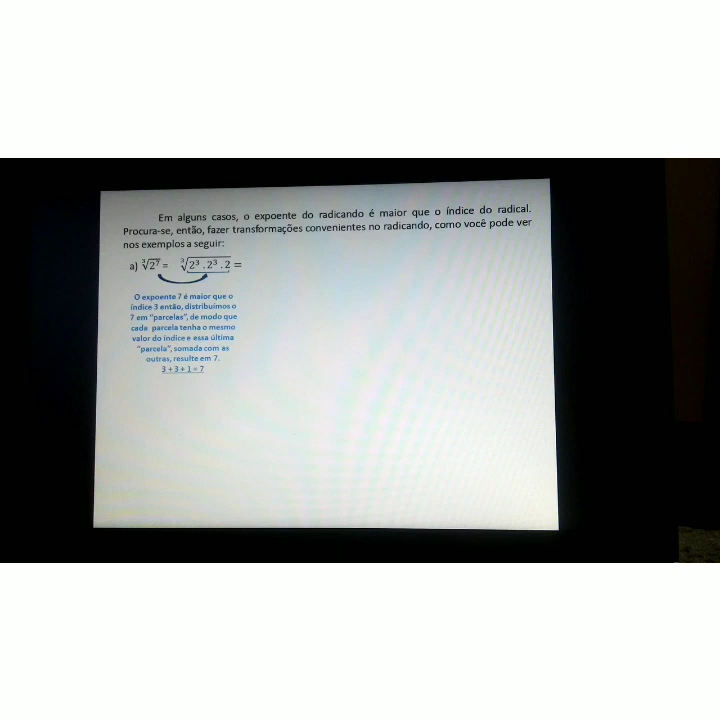 Em alguns casos, o expoente do radicando é maior que o índice do radical.
Procura-se, então, fazer transformações convenientes no radicando, como você pode ver
nos exemplos a seguir:
a) ∛2⁷ = ∛2³ . 2³ . 2 =
O expoente 7 é maior que o
índice 3 então, distribuímos o
7 em “parcelas”, de modo que
cada parcela tenha o mesmo
valor do índice e essa última
“parcela”, somada com as
outras, resulte em 7.
3 + 3 + 1 = 7